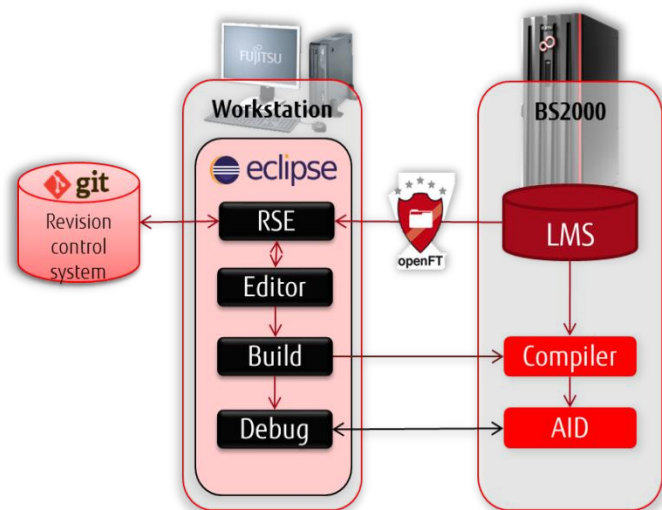 FUJITSU
Workstation
BS2000
eclipse
git
Revision
control
system
RSE
openFT
LMS
Editor
Build
Compiler
Debug
AID